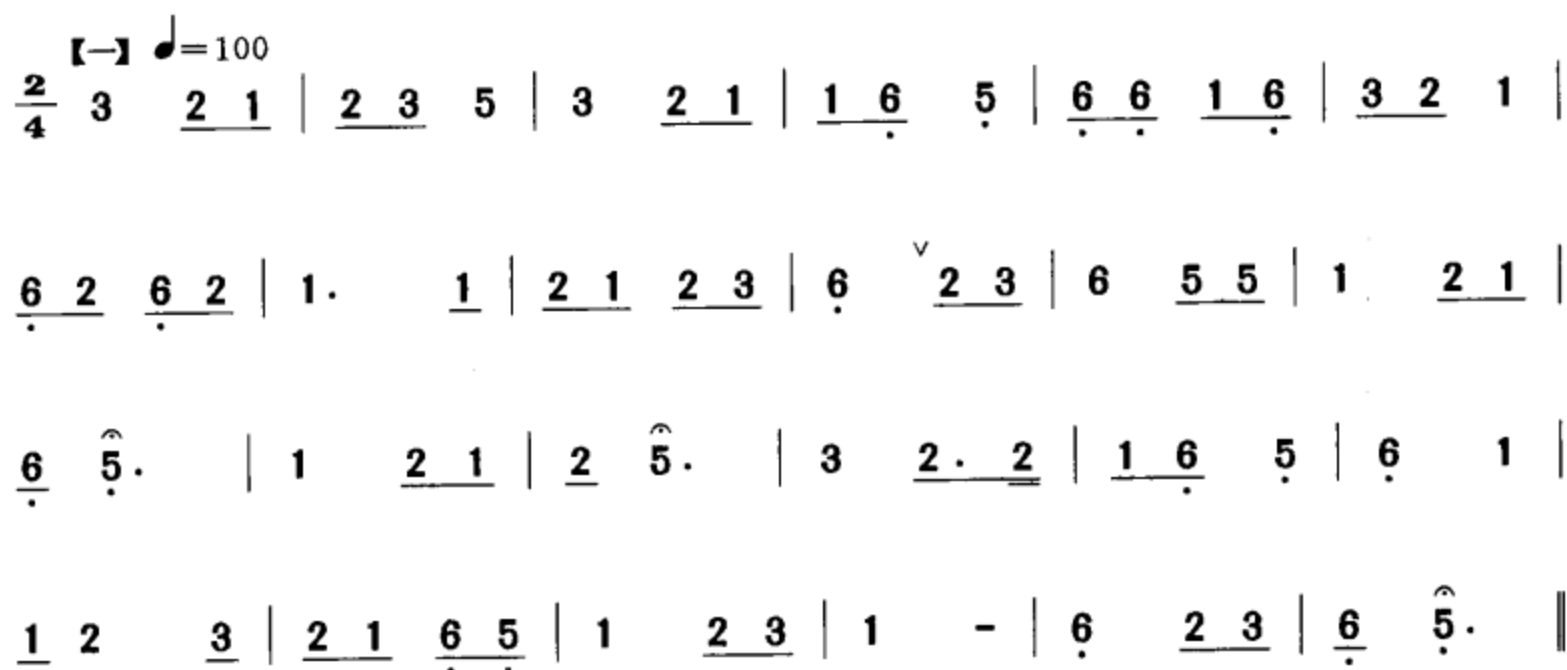 【一】 ♩=100
2/4 3 2 1 | 2 3 5 | 3 2 1 | 1 6̣ 5̣ | 6̣ 6̣ 1 6̣ | 3 2 1 |
6̣ 2 6̣ 2 | 1. 1 | 2 1 2 3 | 6̣ ∨ 2 3 | 6 5 5 | 1 2 1 |
6̣ 5̣. | 1 2 1 | 2 5. | 3 2. 2 | 1 6̣ 5̣ | 6̣ 1 |
1 2 3 | 2 1 6̣ 5̣ | 1 2 3 | 1 - | 6̣ 2 3 | 6̣ 5̣. ‖